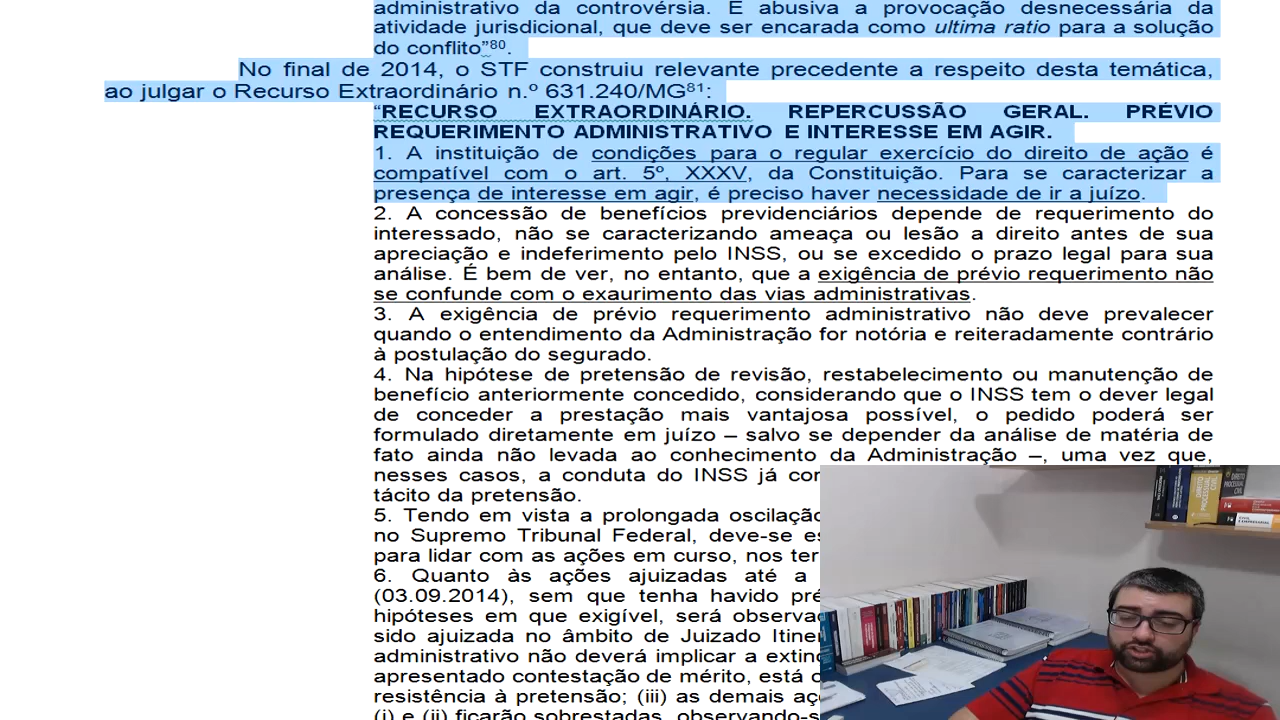 administrativo da controvérsia. É abusiva a provocação desnecessária da
atividade jurisdicional, que deve ser encarada como ultima ratio para a solução
do conflito”⁸⁰.
No final de 2014, o STF construiu relevante precedente a respeito desta temática,
ao julgar o Recurso Extraordinário n.º 631.240/MG⁸¹:
“RECURSO EXTRAORDINÁRIO. REPERCUSSÃO GERAL. PRÉVIO
REQUERIMENTO ADMINISTRATIVO E INTERESSE EM AGIR.
1. A instituição de condições para o regular exercício do direito de ação é
compatível com o art. 5º, XXXV, da Constituição. Para se caracterizar a
presença de interesse em agir, é preciso haver necessidade de ir a juízo.
2. A concessão de benefícios previdenciários depende de requerimento do
interessado, não se caracterizando ameaça ou lesão a direito antes de sua
apreciação e indeferimento pelo INSS, ou se excedido o prazo legal para sua
análise. É bem de ver, no entanto, que a exigência de prévio requerimento não
se confunde com o exaurimento das vias administrativas.
3. A exigência de prévio requerimento administrativo não deve prevalecer
quando o entendimento da Administração for notória e reiteradamente contrário
à postulação do segurado.
4. Na hipótese de pretensão de revisão, restabelecimento ou manutenção de
benefício anteriormente concedido, considerando que o INSS tem o dever legal
de conceder a prestação mais vantajosa possível, o pedido poderá ser
formulado diretamente em juízo – salvo se depender da análise de matéria de
fato ainda não levada ao conhecimento da Administração –, uma vez que,
nesses casos, a conduta do INSS já
tácito da pretensão.
5. Tendo em vista a prolongada oscilação
no Supremo Tribunal Federal, deve-se
para lidar com as ações em curso, nos
6. Quanto às ações ajuizadas até a
(03.09.2014), sem que tenha havido
hipóteses em que exigível, será
sido ajuizada no âmbito de Juizado
administrativo não deverá implicar a
apresentado contestação de mérito, está
resistência à pretensão; (iii) as demais
(i) e (ii) ficarão sobrestadas,
DIREITO PROCESSUAL CIVIL